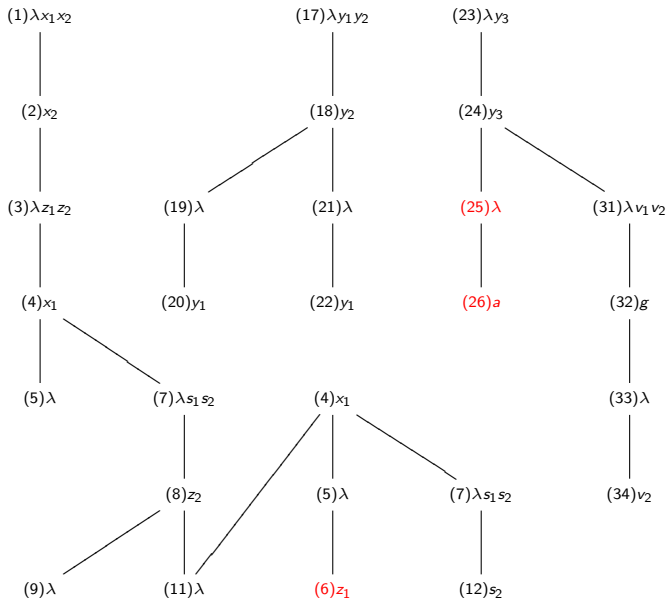 (1)λx₁x₂ (17)λy₁y₂ (23)λy₃
(2)x₂ (18)y₂ (24)y₃
(3)λz₁z₂ (19)λ (21)λ (25)λ (31)λv₁v₂
(4)x₁ (20)y₁ (22)y₁ (26)a (32)g
(5)λ (7)λs₁s₂ (4)x₁ (33)λ
(8)z₂ (5)λ (7)λs₁s₂ (34)v₂
(9)λ (11)λ (6)z₁ (12)s₂